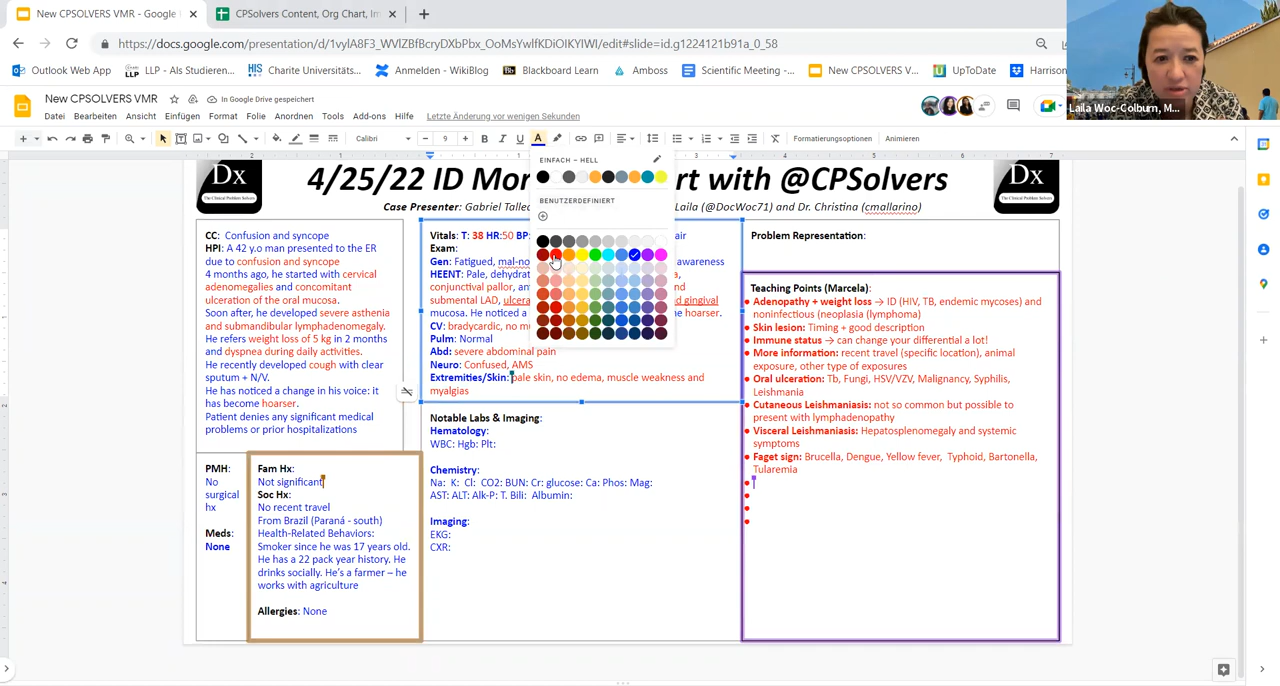 New CPSOLVERS VMR - Google
CPSolvers Content, Org Chart, Im
https://docs.google.com/presentation/d/1vylA8F3_WVlZBfBcryDXbPbx_OoMsYwlfKDiOIKYIWI/edit#slide=id.g1224121b91a_0_58
Outlook Web App
LLP - Als Studieren...
Charite Universitäts...
Anmelden - WikiBlog
Blackboard Learn
Amboss
Scientific Meeting -...
New CPSOLVERS V...
UpToDate
Harrison
Laila Woc-Colburn, M...
New CPSOLVERS VMR
In Google Drive gespeichert
Datei Bearbeiten Ansicht Einfügen Format Folie Anordnen Tools Add-ons Hilfe Letzte Änderung vor wenigen Sekunden
Calibri 9 Formatierungsoptionen Animieren
EINFACH – HELL
BENUTZERDEFINIERT
Dx
The Clinical Problem Solvers
4/25/22 ID Mor
rt with @CPSolvers
Dx
The Clinical Problem Solvers
Case Presenter: Gabriel Talle
Laila (@DocWoc71) and Dr. Christina (cmallarino)
CC: Confusion and syncope
HPI: A 42 y.o man presented to the ER
due to confusion and syncope
4 months ago, he started with cervical
adenomegalies and concomitant
ulceration of the oral mucosa.
Soon after, he developed severe asthenia
and submandibular lymphadenomegaly.
He refers weight loss of 5 kg in 2 months
and dyspnea during daily activities.
He recently developed cough with clear
sputum + N/V.
He has noticed a change in his voice: it
has become hoarser.
Patient denies any significant medical
problems or prior hospitalizations
PMH:
No
surgical
hx
Meds:
None
Fam Hx:
Not significant
Soc Hx:
No recent travel
From Brazil (Paraná - south)
Health-Related Behaviors:
Smoker since he was 17 years old.
He has a 22 pack year history. He
drinks socially. He's a farmer – he
works with agriculture
Allergies: None
Vitals: T: 38 HR:50 BP:
air
Exam:
Gen: Fatigued, mal-no
awareness
HEENT: Pale, dehydrat
conjunctival pallor, an
submental LAD, ulcera
d gingival
mucosa. He noticed a
hoarser.
CV: bradycardic, no mu
Pulm: Normal
Abd: severe abdominal pain
Neuro: Confused, AMS
Extremities/Skin: pale skin, no edema, muscle weakness and
myalgias
Notable Labs & Imaging:
Hematology:
WBC: Hgb: Plt:
Chemistry:
Na: K: Cl: CO2: BUN: Cr: glucose: Ca: Phos: Mag:
AST: ALT: Alk-P: T. Bili: Albumin:
Imaging:
EKG:
CXR:
Problem Representation:
Teaching Points (Marcela):
Adenopathy + weight loss → ID (HIV, TB, endemic mycoses) and
noninfectious (neoplasia (lymphoma)
Skin lesion: Timing + good description
Immune status → can change your differential a lot!
More information: recent travel (specific location), animal
exposure, other type of exposures
Oral ulceration: Tb, Fungi, HSV/VZV, Malignancy, Syphilis,
Leishmania
Cutaneous Leishmaniasis: not so common but possible to
present with lymphadenopathy
Visceral Leishmaniasis: Hepatosplenomegaly and systemic
symptoms
Faget sign: Brucella, Dengue, Yellow fever, Typhoid, Bartonella,
Tularemia